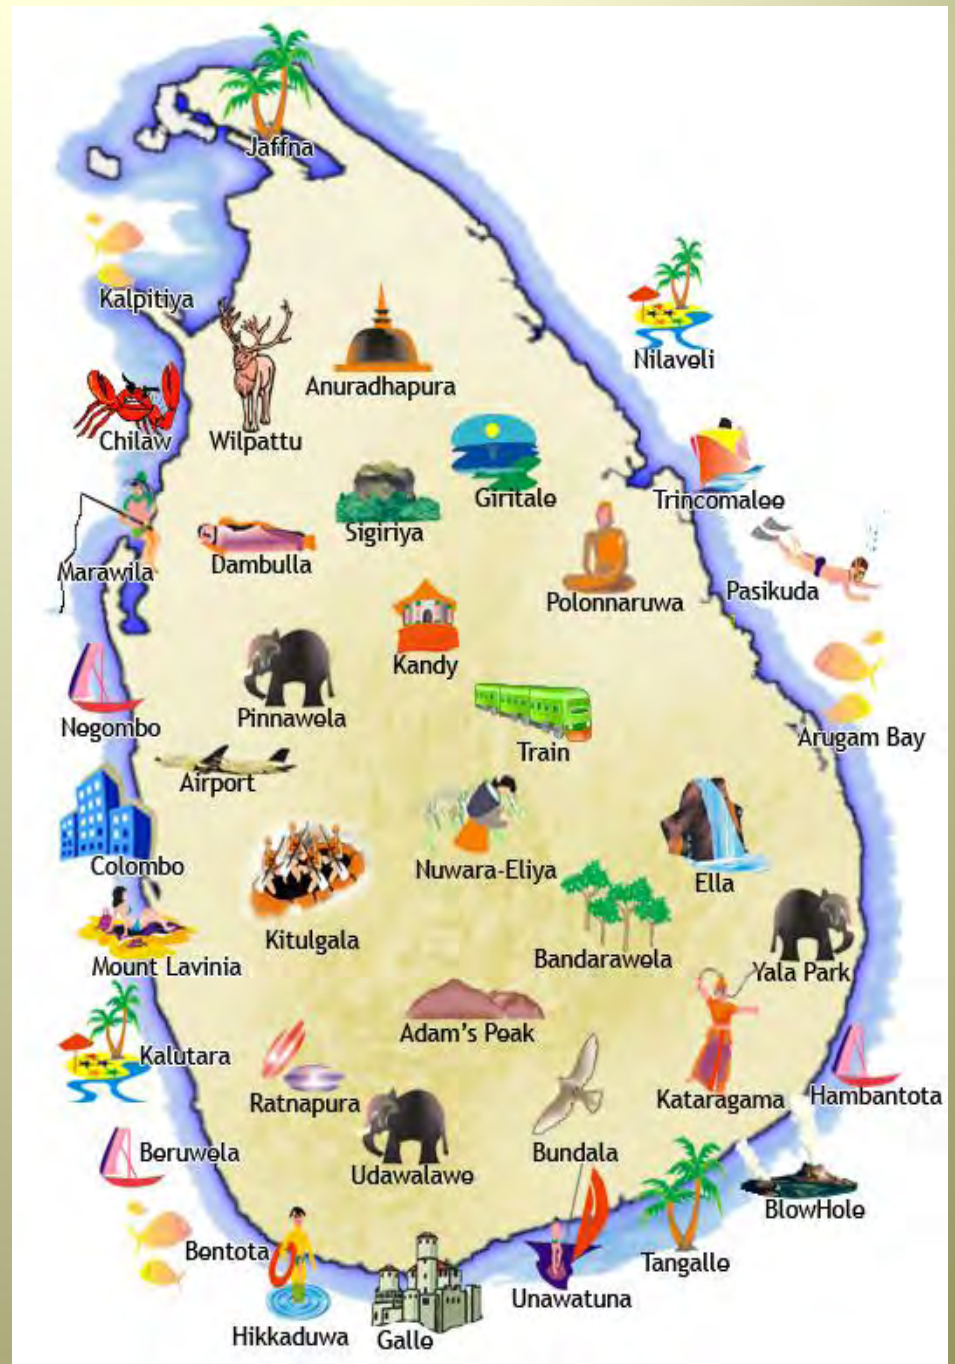 Jaffna
Kalpitiya
Nilaveli
Anuradhapura
Chilaw
Wilpattu
Giritale
Trincomalee
Sigiriya
Dambulla
Marawila
Pasikuda
Polonnaruwa
Kandy
Pinnawela
Negombo
Arugam Bay
Train
Airport
Colombo
Nuwara-Eliya
Ella
Kitulgala
Bandarawela
Mount Lavinia
Yala Park
Adam's Peak
Kalutara
Ratnapura
Kataragama
Hambantota
Beruwela
Bundala
Udawalawe
BlowHole
Bentota
Tangalle
Unawatuna
Hikkaduwa
Galle